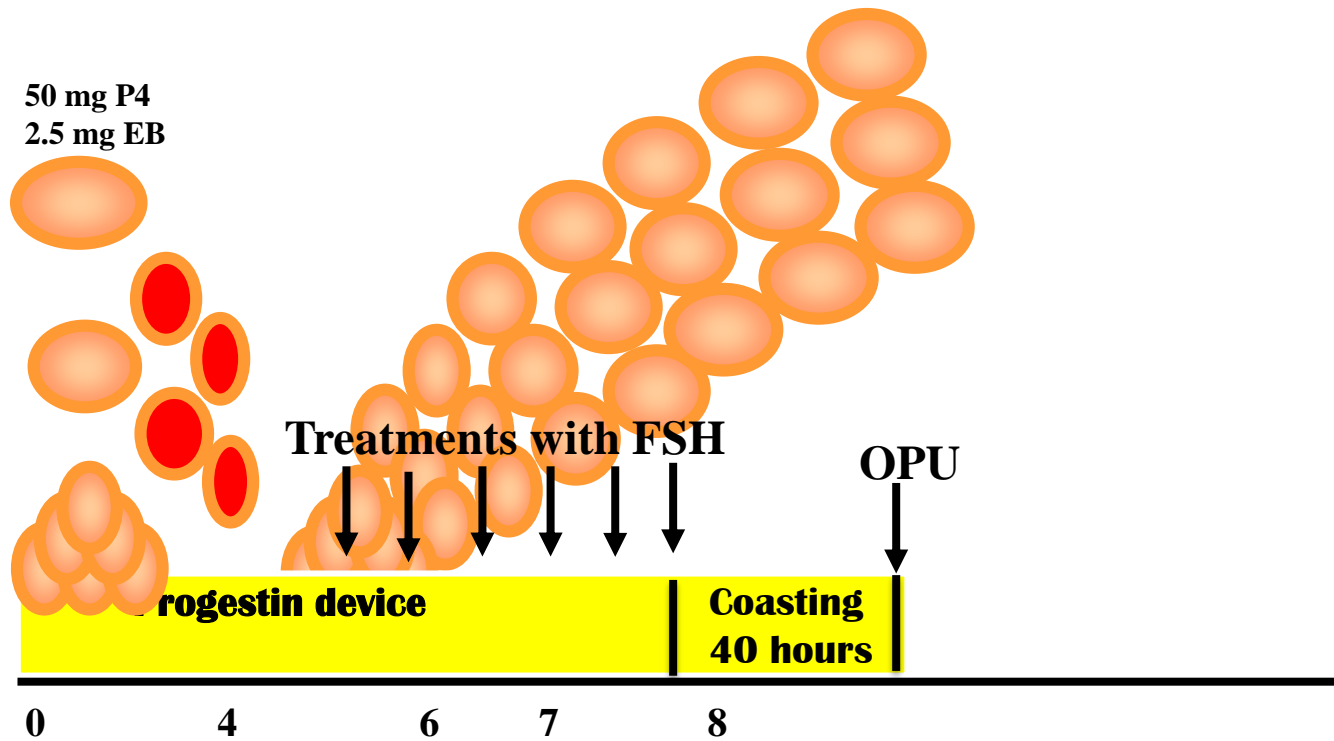 50 mg P4
2.5 mg EB
Treatments with FSH
OPU
rogestin device
Coasting
40 hours
0 4 6 7 8